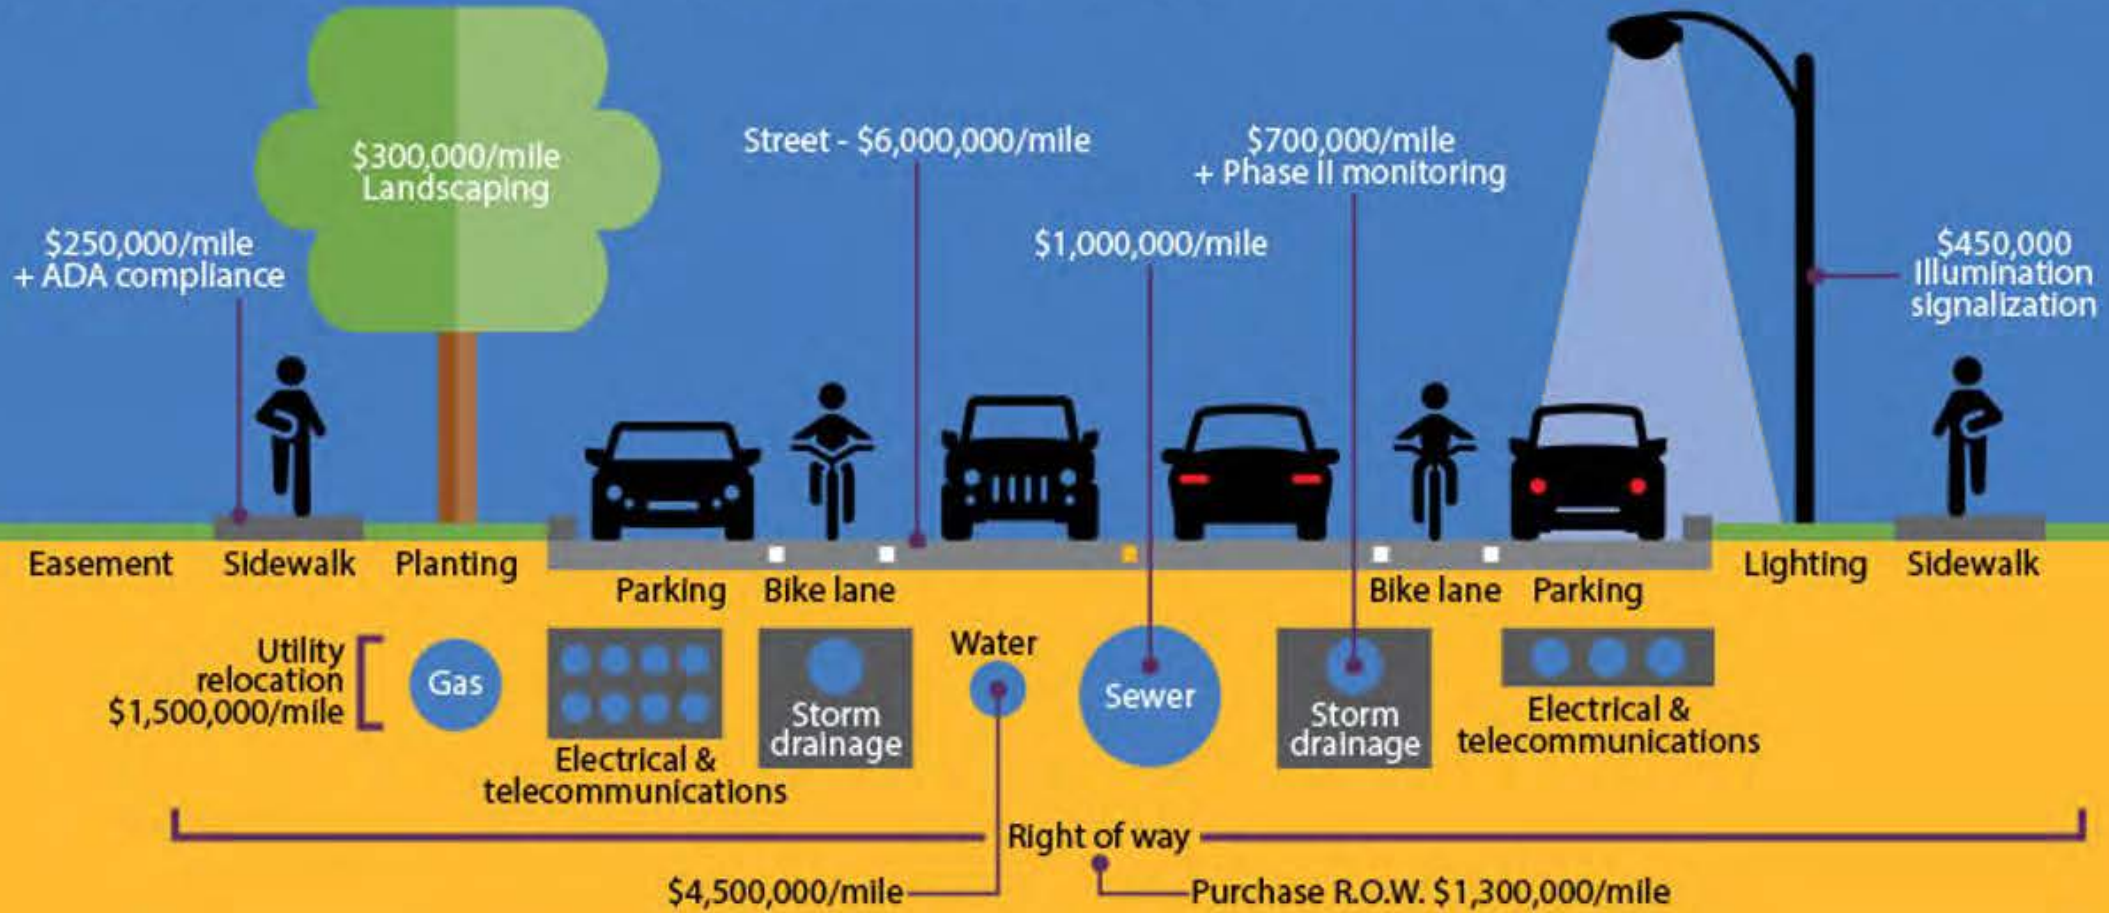 $300,000/mile
Landscaping
Street - $6,000,000/mile
$700,000/mile
+ Phase II monitoring
$250,000/mile
+ ADA compliance
$1,000,000/mile
$450,000
Illumination
signalization
Easement
Sidewalk
Planting
Parking
Bike lane
Bike lane
Parking
Lighting
Sidewalk
Utility
relocation
$1,500,000/mile
Gas
Electrical &
telecommunications
Storm
drainage
Water
Sewer
Storm
drainage
Electrical &
telecommunications
Right of way
$4,500,000/mile
Purchase R.O.W. $1,300,000/mile